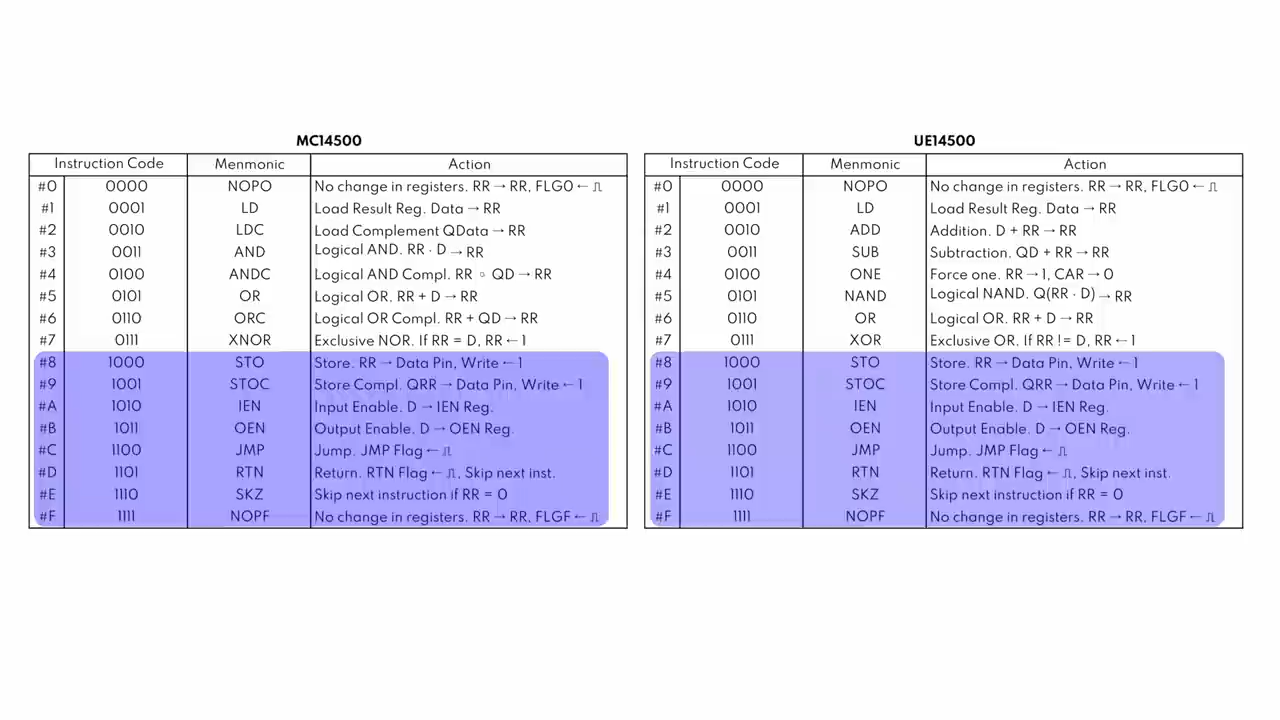 MC14500
Instruction Code Menmonic Action
#0 0000 NOPO No change in registers. RR → RR, FLGO ← ⎍
#1 0001 LD Load Result Reg. Data → RR
#2 0010 LDC Load Complement QData → RR
#3 0011 AND Logical AND. RR · D → RR
#4 0100 ANDC Logical AND Compl. RR ▫ QD → RR
#5 0101 OR Logical OR. RR + D → RR
#6 0110 ORC Logical OR Compl. RR + QD → RR
#7 0111 XNOR Exclusive NOR. If RR = D, RR ← 1
#8 1000 STO Store. RR → Data Pin, Write ← 1
#9 1001 STOC Store Compl. QRR → Data Pin, Write ← 1
#A 1010 IEN Input Enable. D → IEN Reg.
#B 1011 OEN Output Enable. D → OEN Reg.
#C 1100 JMP Jump. JMP Flag ← ⎍
#D 1101 RTN Return. RTN Flag ← ⎍, Skip next inst.
#E 1110 SKZ Skip next instruction if RR = 0
#F 1111 NOPF No change in registers. RR → RR, FLGF ← ⎍
UE14500
Instruction Code Menmonic Action
#0 0000 NOPO No change in registers. RR → RR, FLGO ← ⎍
#1 0001 LD Load Result Reg. Data → RR
#2 0010 ADD Addition. D + RR → RR
#3 0011 SUB Subtraction. QD + RR → RR
#4 0100 ONE Force one. RR → 1, CAR → 0
#5 0101 NAND Logical NAND. Q(RR · D) → RR
#6 0110 OR Logical OR. RR + D → RR
#7 0111 XOR Exclusive OR. If RR != D, RR ← 1
#8 1000 STO Store. RR → Data Pin, Write ← 1
#9 1001 STOC Store Compl. QRR → Data Pin, Write ← 1
#A 1010 IEN Input Enable. D → IEN Reg.
#B 1011 OEN Output Enable. D → OEN Reg.
#C 1100 JMP Jump. JMP Flag ← ⎍
#D 1101 RTN Return. RTN Flag ← ⎍, Skip next inst.
#E 1110 SKZ Skip next instruction if RR = 0
#F 1111 NOPF No change in registers. RR → RR, FLGF ← ⎍